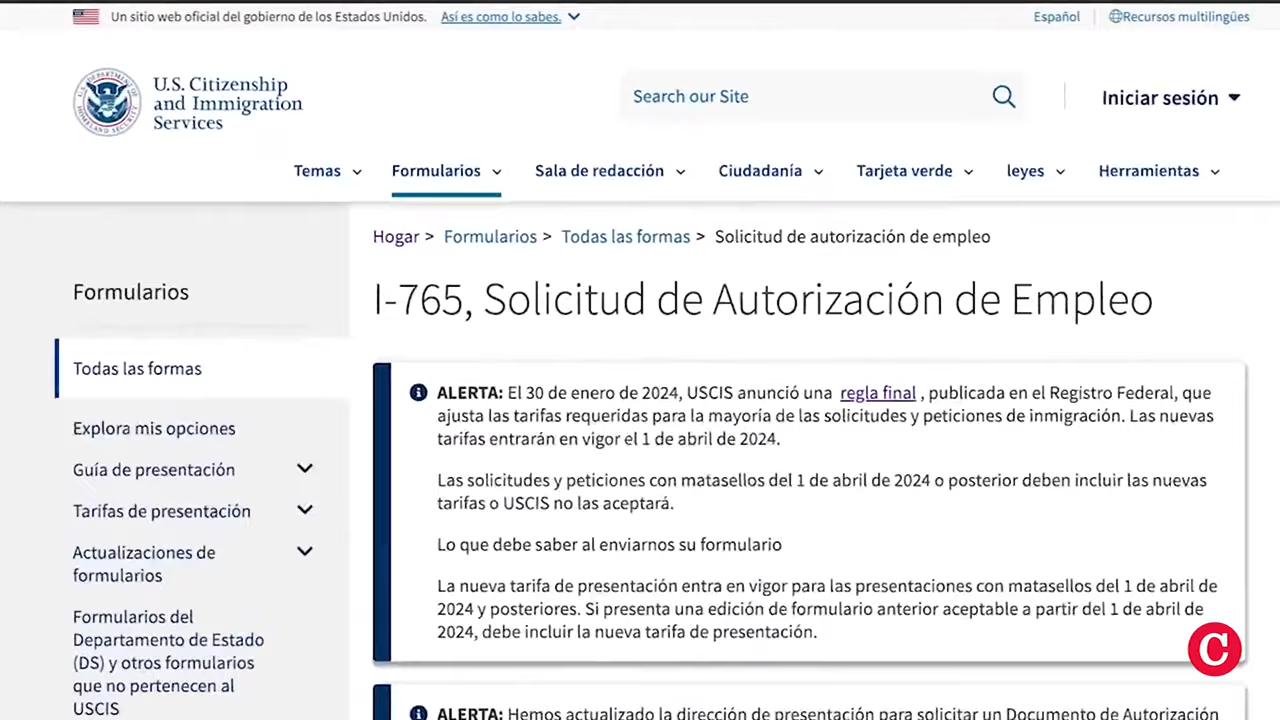 Un sitio web oficial del gobierno de los Estados Unidos. Así es como lo sabes.
Español
Recursos multilingües
U.S. Citizenship
and Immigration
Services
Search our Site
Iniciar sesión
Temas
Formularios
Sala de redacción
Ciudadanía
Tarjeta verde
leyes
Herramientas
Hogar > Formularios > Todas las formas > Solicitud de autorización de empleo
Formularios
Todas las formas
Explora mis opciones
Guía de presentación
Tarifas de presentación
Actualizaciones de
formularios
Formularios del
Departamento de Estado
(DS) y otros formularios
que no pertenecen al
USCIS
I-765, Solicitud de Autorización de Empleo
ALERTA: El 30 de enero de 2024, USCIS anunció una regla final , publicada en el Registro Federal, que
ajusta las tarifas requeridas para la mayoría de las solicitudes y peticiones de inmigración. Las nuevas
tarifas entrarán en vigor el 1 de abril de 2024.
Las solicitudes y peticiones con matasellos del 1 de abril de 2024 o posterior deben incluir las nuevas
tarifas o USCIS no las aceptará.
Lo que debe saber al enviarnos su formulario
La nueva tarifa de presentación entra en vigor para las presentaciones con matasellos del 1 de abril de
2024 y posteriores. Si presenta una edición de formulario anterior aceptable a partir del 1 de abril de
2024, debe incluir la nueva tarifa de presentación.
C
ALERTA: Hemos actualizado la dirección de presentación para solicitar un Documento de Autorización